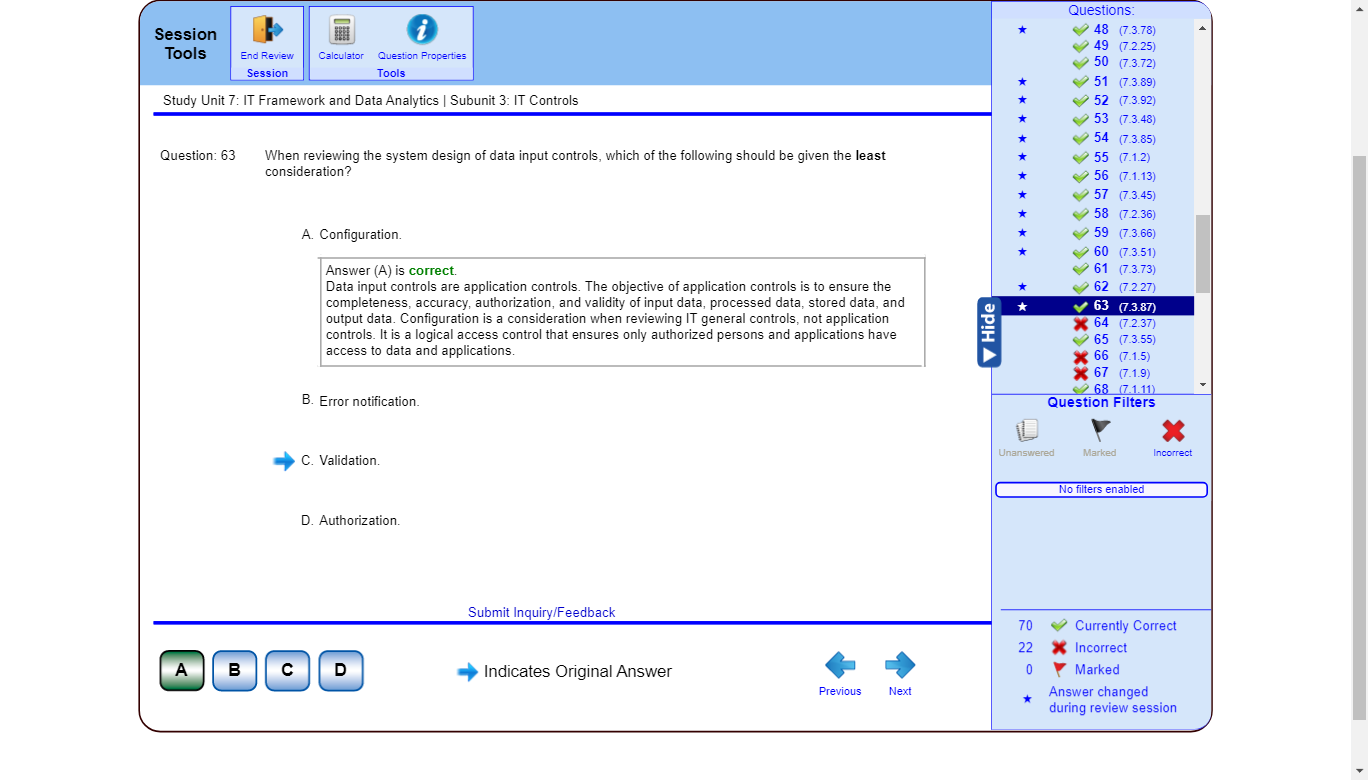 Session
Tools
End Review
Session
Calculator
Question Properties
Tools
Study Unit 7: IT Framework and Data Analytics | Subunit 3: IT Controls
Question: 63
When reviewing the system design of data input controls, which of the following should be given the least
consideration?
A. Configuration.
Answer (A) is correct.
Data input controls are application controls. The objective of application controls is to ensure the
completeness, accuracy, authorization, and validity of input data, processed data, stored data, and
output data. Configuration is a consideration when reviewing IT general controls, not application
controls. It is a logical access control that ensures only authorized persons and applications have
access to data and applications.
B. Error notification.
C. Validation.
D. Authorization.
Submit Inquiry/Feedback
A
B
C
D
Indicates Original Answer
Previous
Next
Questions:
48 (7.3.78)
49 (7.2.25)
50 (7.3.72)
51 (7.3.89)
52 (7.3.92)
53 (7.3.48)
54 (7.3.85)
55 (7.1.2)
56 (7.1.13)
57 (7.3.45)
58 (7.2.36)
59 (7.3.66)
60 (7.3.51)
61 (7.3.73)
62 (7.2.27)
63 (7.3.87)
64 (7.2.37)
65 (7.3.55)
66 (7.1.5)
67 (7.1.9)
68 (7.1.11)
Hide
Question Filters
Unanswered
Marked
Incorrect
No filters enabled
70 Currently Correct
22 Incorrect
0 Marked
Answer changed
during review session